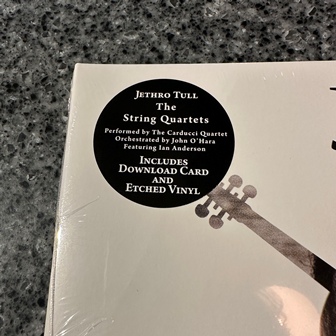 JETHRO TULL
The
String Quartets
Performed by The Carducci Quartet
Orchestrated by John O'Hara
Featuring Ian Anderson
INCLUDES
DOWNLOAD CARD
AND
ETCHED VINYL